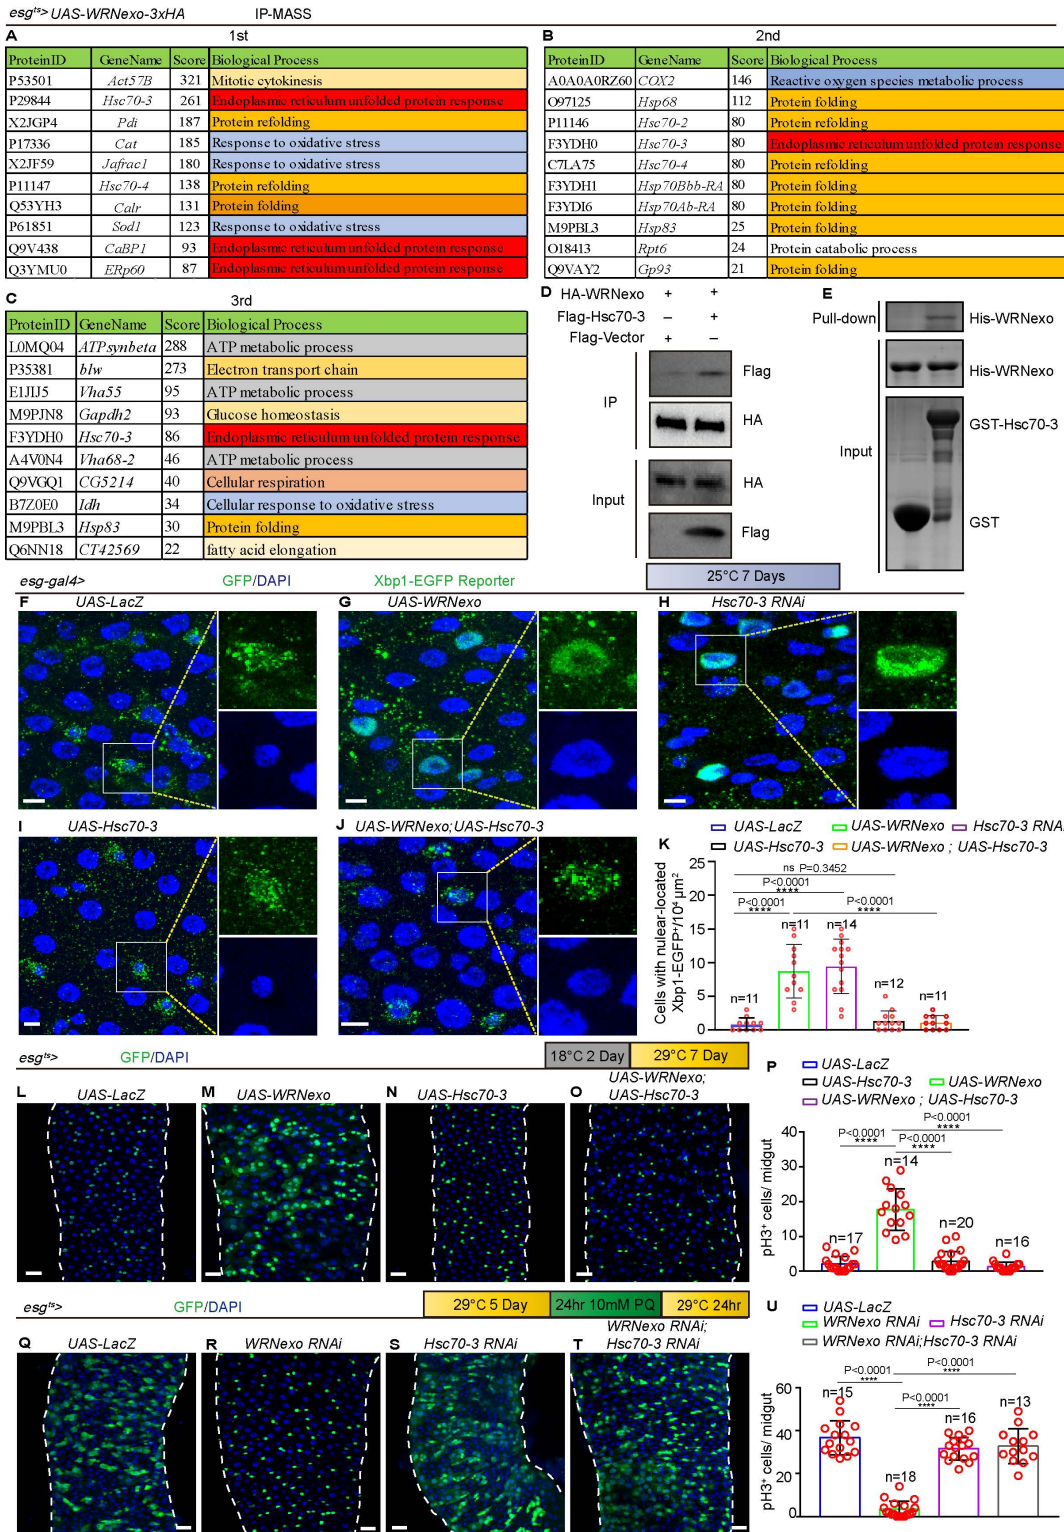 esgts> UAS-WRNexo-3xHA IP-MASS
A 1st
ProteinID GeneName Score Biological Process
P53501 Act57B 321 Mitotic cytokinesis
P29844 Hsc70-3 261 Endoplasmic reticulum unfolded protein response
X2JGP4 Pdi 187 Protein refolding
P17336 Cat 185 Response to oxidative stress
X2JF59 Jafrac1 180 Response to oxidative stress
P11147 Hsc70-4 138 Protein refolding
Q53YH3 Calr 131 Protein folding
P61851 Sod1 123 Response to oxidative stress
Q9V438 CaBP1 93 Endoplasmic reticulum unfolded protein response
Q3YMU0 ERp60 87 Endoplasmic reticulum unfolded protein response
B 2nd
ProteinID GeneName Score Biological Process
A0A0A0RZ60 COX2 146 Reactive oxygen species metabolic process
O97125 Hsp68 112 Protein folding
P11146 Hsc70-2 80 Protein refolding
F3YDH0 Hsc70-3 80 Endoplasmic reticulum unfolded protein response
C7LA75 Hsc70-4 80 Protein refolding
F3YDH1 Hsp70Bbb-RA 80 Protein folding
F3YDI6 Hsp70Ab-RA 80 Protein folding
M9PBL3 Hsp83 25 Protein folding
O18413 Rpt6 24 Protein catabolic process
Q9VAY2 Gp93 21 Protein folding
C 3rd
ProteinID GeneName Score Biological Process
L0MQ04 ATPsynbeta 288 ATP metabolic process
P35381 blw 273 Electron transport chain
E1JIJ5 Vha55 95 ATP metabolic process
M9PJN8 Gapdh2 93 Glucose homeostasis
F3YDH0 Hsc70-3 86 Endoplasmic reticulum unfolded protein response
A4V0N4 Vha68-2 46 ATP metabolic process
Q9VGQ1 CG5214 40 Cellular respiration
B7Z0E0 Idh 34 Cellular response to oxidative stress
M9PBL3 Hsp83 30 Protein folding
Q6NN18 CT42569 22 fatty acid elongation
D HA-WRNexo + +
Flag-Hsc70-3 – +
Flag-Vector + –
IP
Flag
HA
Input
HA
Flag
E
Pull-down
His-WRNexo
His-WRNexo
Input
GST-Hsc70-3
GST
esg-gal4> GFP/DAPI Xbp1-EGFP Reporter 25°C 7 Days
F UAS-LacZ
G UAS-WRNexo
H Hsc70-3 RNAi
I UAS-Hsc70-3
J UAS-WRNexo;UAS-Hsc70-3
K
UAS-LacZ UAS-WRNexo Hsc70-3 RNAi
UAS-Hsc70-3 UAS-WRNexo ; UAS-Hsc70-3
Cells with nulear-located
Xbp1-EGFP+/10⁴ µm²
25
20
15
10
5
0
ns P=0.3452
P<0.0001
****
P<0.0001
****
P<0.0001
****
n=11
n=11
n=14
n=12
n=11
esgts> GFP/DAPI 18°C 2 Day 29°C 7 Day
L UAS-LacZ
M UAS-WRNexo
N UAS-Hsc70-3
O UAS-WRNexo;
UAS-Hsc70-3
P
UAS-LacZ
UAS-Hsc70-3 UAS-WRNexo
UAS-WRNexo ; UAS-Hsc70-3
pH3+ cells/ midgut
40
30
20
10
0
P<0.0001
****
P<0.0001
****
P<0.0001
****
n=17
n=14
n=20
n=16
esgts> GFP/DAPI 29°C 5 Day 24hr 10mM PQ 29°C 24hr
Q UAS-LacZ
R WRNexo RNAi
S Hsc70-3 RNAi
T WRNexo RNAi;
Hsc70-3 RNAi
U
UAS-LacZ
WRNexo RNAi Hsc70-3 RNAi
WRNexo RNAi;Hsc70-3 RNAi
pH3+ cells/ midgut
60
40
20
0
P<0.0001
****
P<0.0001
****
P<0.0001
****
n=15
n=18
n=16
n=13